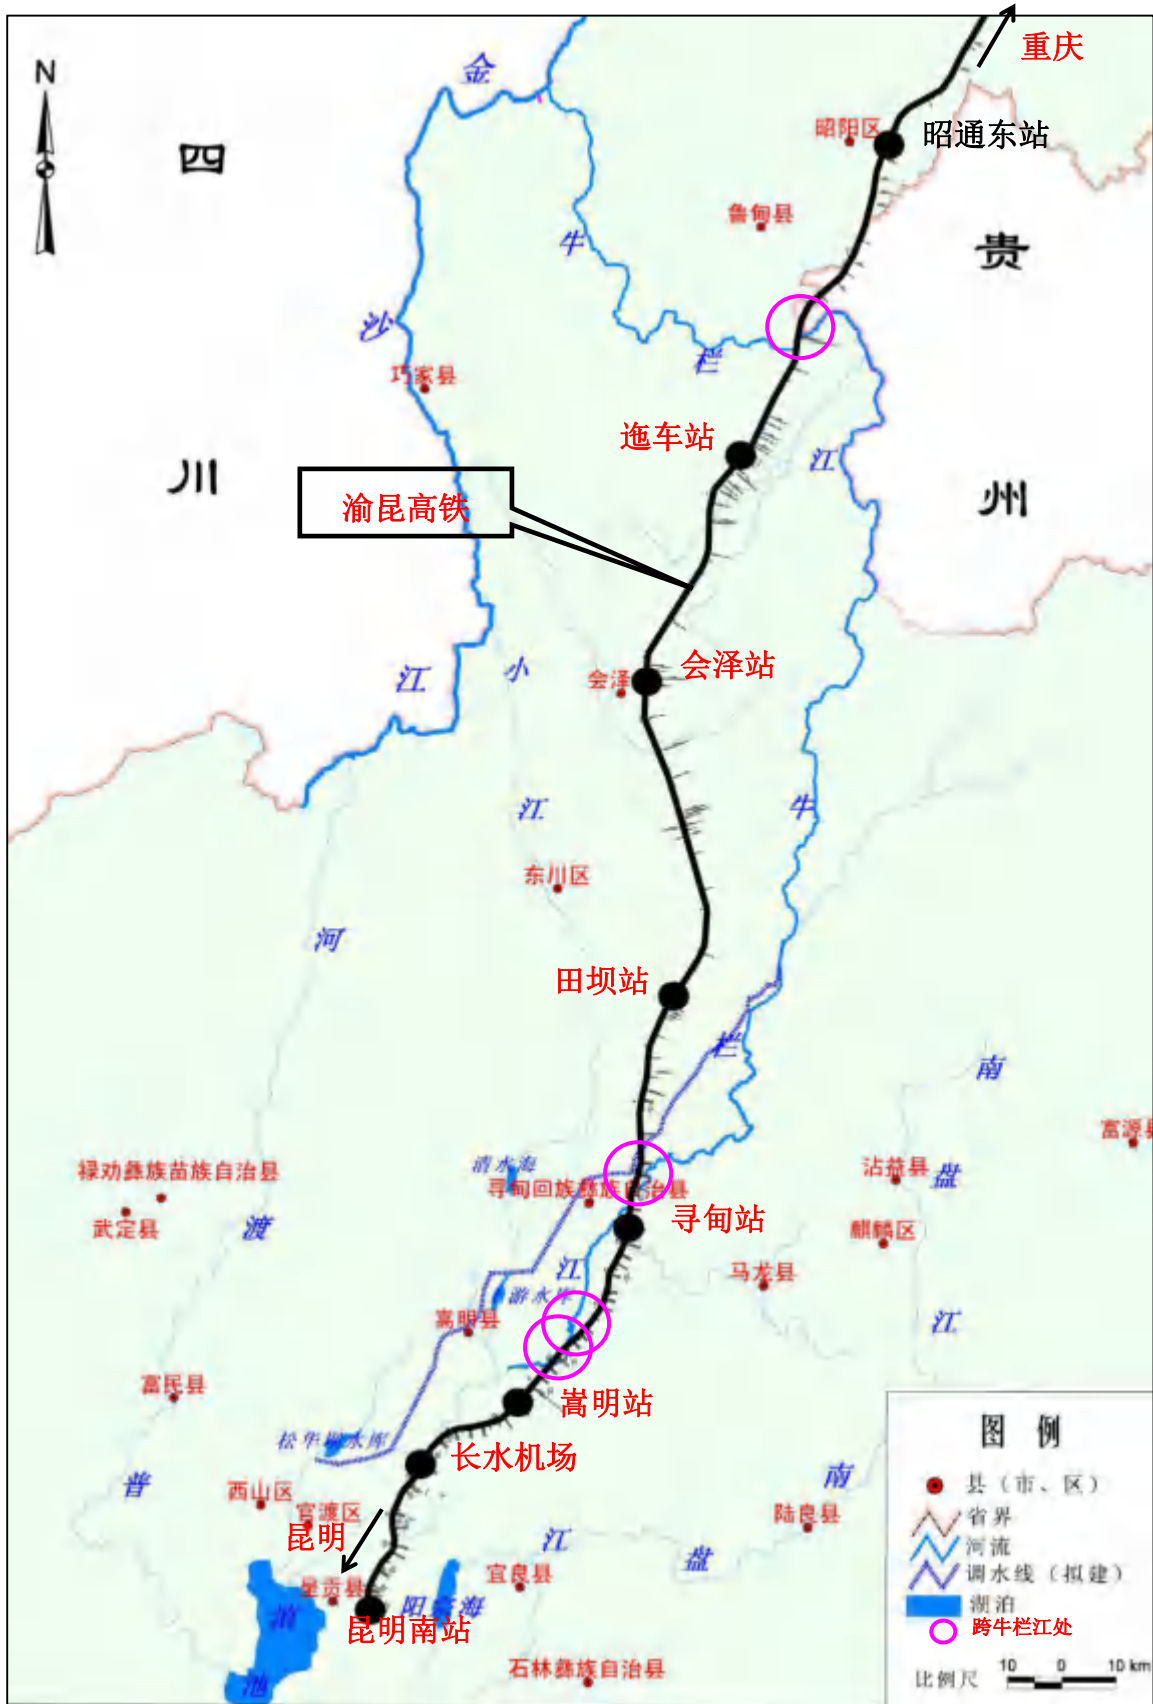 重庆
N
金
昭阳区
昭通东站
四
鲁甸县
牛
贵
沙
栏
巧家县
迤车站
江
川
渝昆高铁
州
会泽站
会泽
江
小
江
牛
东川区
河
田坝站
栏
南
富源县
清水海
沾益县
盘
禄劝彝族苗族自治县
寻甸回族彝族自治县
武定县
渡
寻甸站
麒麟区
江
马龙县
游水库
嵩明县
江
富民县
嵩明站
松华坝水库
长水机场
普
西山区
官渡区
南
陆良县
昆明
江
盘
呈贡县
宜良县
阳宗海
滇
昆明南站
池
石林彝族自治县
图 例
县（市、区）
省界
河流
调水线（拟建）
湖泊
跨牛栏江处
比例尺
10 0 10 km